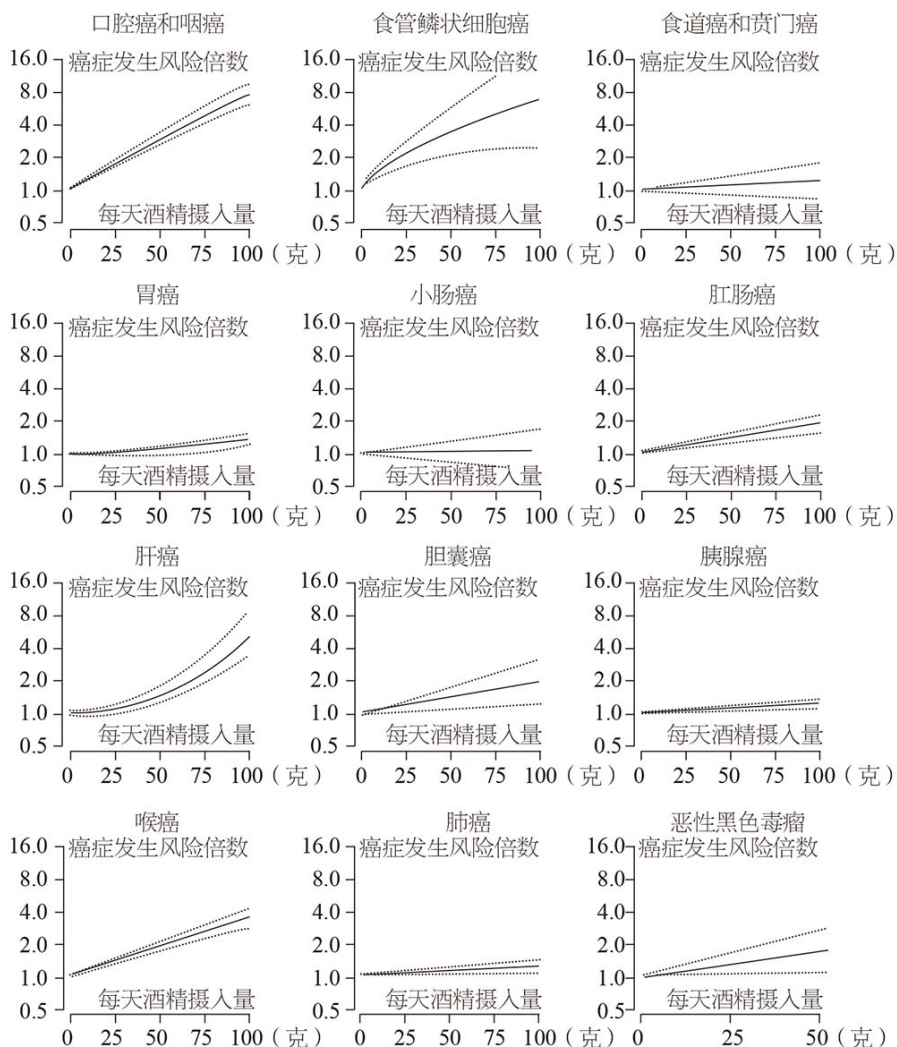 口腔癌和咽癌 食管鳞状细胞癌 食道癌和贲门癌
16.0 癌症发生风险倍数 16.0 癌症发生风险倍数 16.0 癌症发生风险倍数
8.0 8.0 8.0
4.0 4.0 4.0
2.0 2.0 2.0
1.0 1.0 1.0
0.5 每天酒精摄入量 0.5 每天酒精摄入量 0.5 每天酒精摄入量
0 25 50 75 100（克） 0 25 50 75 100（克） 0 25 50 75 100（克）
胃癌 小肠癌 肛肠癌
16.0 癌症发生风险倍数 16.0 癌症发生风险倍数 16.0 癌症发生风险倍数
8.0 8.0 8.0
4.0 4.0 4.0
2.0 2.0 2.0
1.0 1.0 1.0
0.5 每天酒精摄入量 0.5 每天酒精摄入量 0.5 每天酒精摄入量
0 25 50 75 100（克） 0 25 50 75 100（克） 0 25 50 75 100（克）
肝癌 胆囊癌 胰腺癌
16.0 癌症发生风险倍数 16.0 癌症发生风险倍数 16.0 癌症发生风险倍数
8.0 8.0 8.0
4.0 4.0 4.0
2.0 2.0 2.0
1.0 1.0 1.0
0.5 每天酒精摄入量 0.5 每天酒精摄入量 0.5 每天酒精摄入量
0 25 50 75 100（克） 0 25 50 75 100（克） 0 25 50 75 100（克）
喉癌 肺癌 恶性黑色毒瘤
16.0 癌症发生风险倍数 16.0 癌症发生风险倍数 16.0 癌症发生风险倍数
8.0 8.0 8.0
4.0 4.0 4.0
2.0 2.0 2.0
1.0 1.0 1.0
0.5 每天酒精摄入量 0.5 每天酒精摄入量 0.5 每天酒精摄入量
0 25 50 75 100（克） 0 25 50 75 100（克） 0 25 50（克）